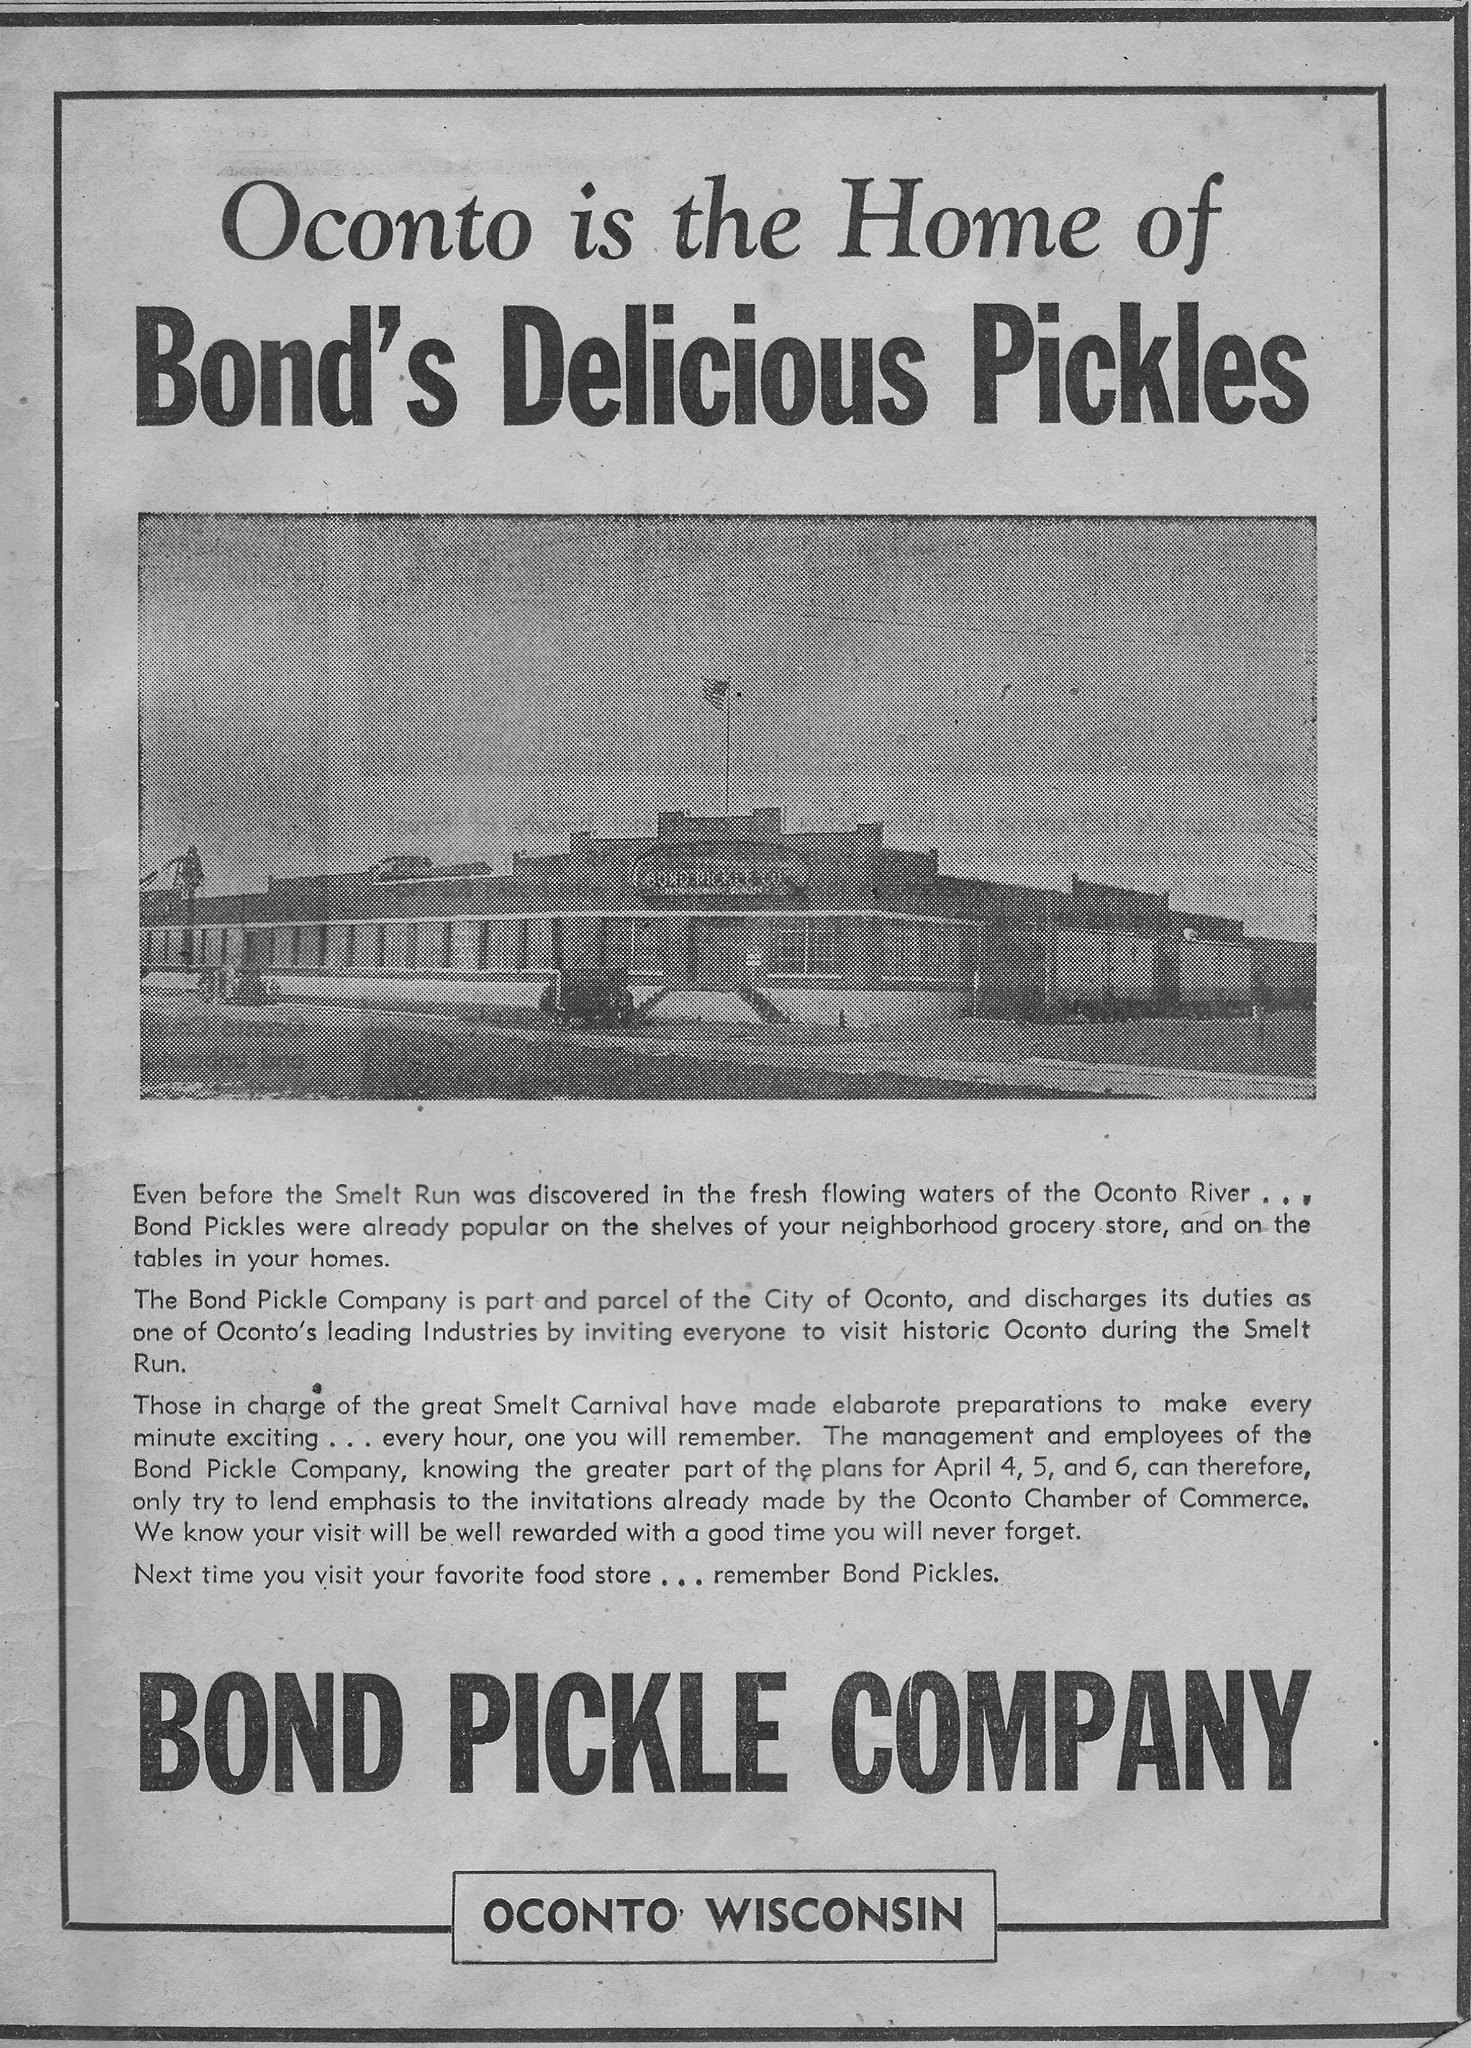 Oconto is the Home of
Bond's Delicious Pickles
BOND PICKLE CO.
Even before the Smelt Run was discovered in the fresh flowing waters of the Oconto River . . .
Bond Pickles were already popular on the shelves of your neighborhood grocery store, and on the
tables in your homes.
The Bond Pickle Company is part and parcel of the City of Oconto, and discharges its duties as
one of Oconto's leading Industries by inviting everyone to visit historic Oconto during the Smelt
Run.
Those in charge of the great Smelt Carnival have made elabarote preparations to make every
minute exciting . . . every hour, one you will remember. The management and employees of the
Bond Pickle Company, knowing the greater part of the plans for April 4, 5, and 6, can therefore,
only try to lend emphasis to the invitations already made by the Oconto Chamber of Commerce.
We know your visit will be well rewarded with a good time you will never forget.
Next time you visit your favorite food store . . . remember Bond Pickles.
BOND PICKLE COMPANY
OCONTO, WISCONSIN